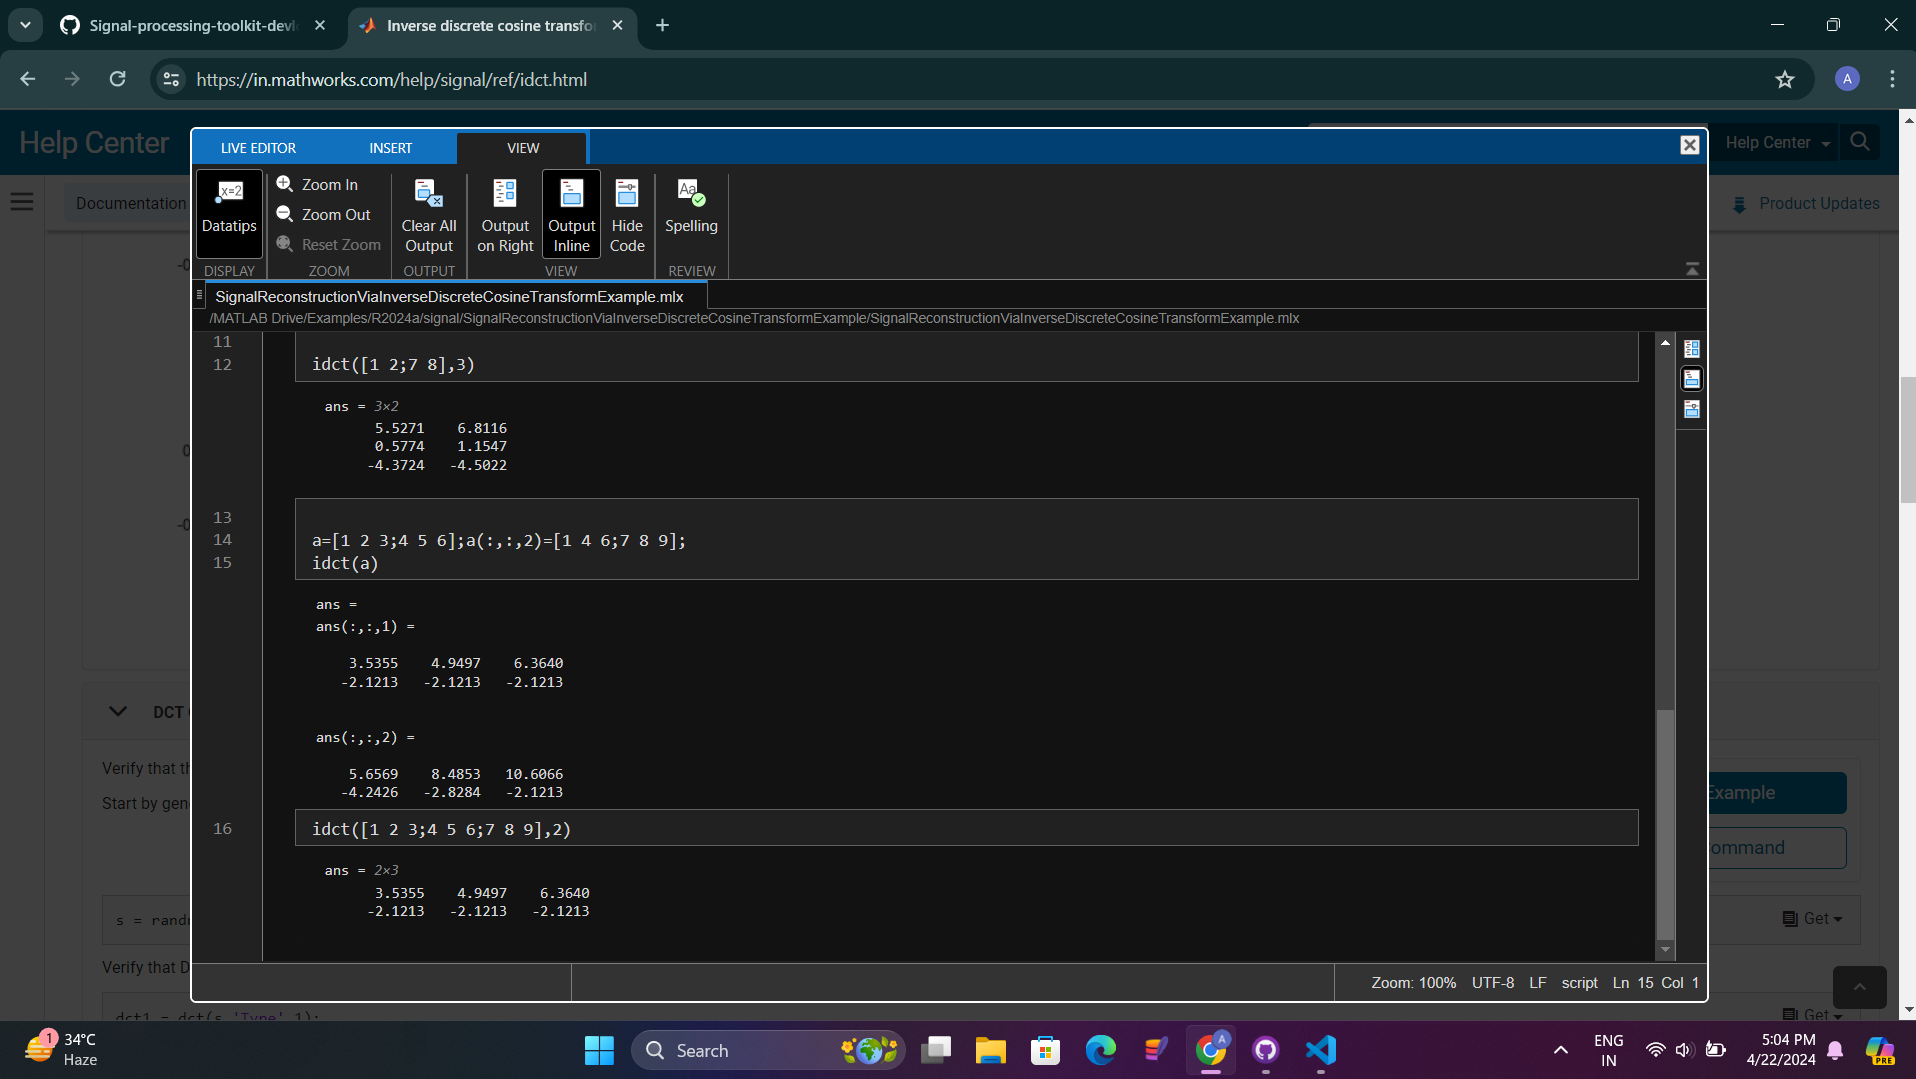 Signal-processing-toolkit-devl
Inverse discrete cosine transfo
https://in.mathworks.com/help/signal/ref/idct.html
A
Help Center
LIVE EDITOR
INSERT
VIEW
Help Center
Documentation
Product Updates
Datatips
DISPLAY
Zoom In
Zoom Out
Reset Zoom
ZOOM
Clear All
Output
OUTPUT
Output
on Right
Output
Inline
Hide
Code
VIEW
Spelling
REVIEW
SignalReconstructionViaInverseDiscreteCosineTransformExample.mlx
/MATLAB Drive/Examples/R2024a/signal/SignalReconstructionViaInverseDiscreteCosineTransformExample/SignalReconstructionViaInverseDiscreteCosineTransformExample.mlx
11
12 idct([1 2;7 8],3)
ans = 3×2
5.5271 6.8116
0.5774 1.1547
-4.3724 -4.5022
13
14 a=[1 2 3;4 5 6];a(:,:,2)=[1 4 6;7 8 9];
15 idct(a)
ans =
ans(:,:,1) =
3.5355 4.9497 6.3640
-2.1213 -2.1213 -2.1213
ans(:,:,2) =
5.6569 8.4853 10.6066
-4.2426 -2.8284 -2.1213
16 idct([1 2 3;4 5 6;7 8 9],2)
ans = 2×3
3.5355 4.9497 6.3640
-2.1213 -2.1213 -2.1213
DCT
Verify that th
Start by gen
s = rand
Verify that D
dct1 = dct(s,'Type',1);
Example
ommand
Get
Get
Zoom: 100% UTF-8 LF script Ln 15 Col 1
1
34°C
Haze
Search
ENG
IN
5:04 PM
4/22/2024
PRE